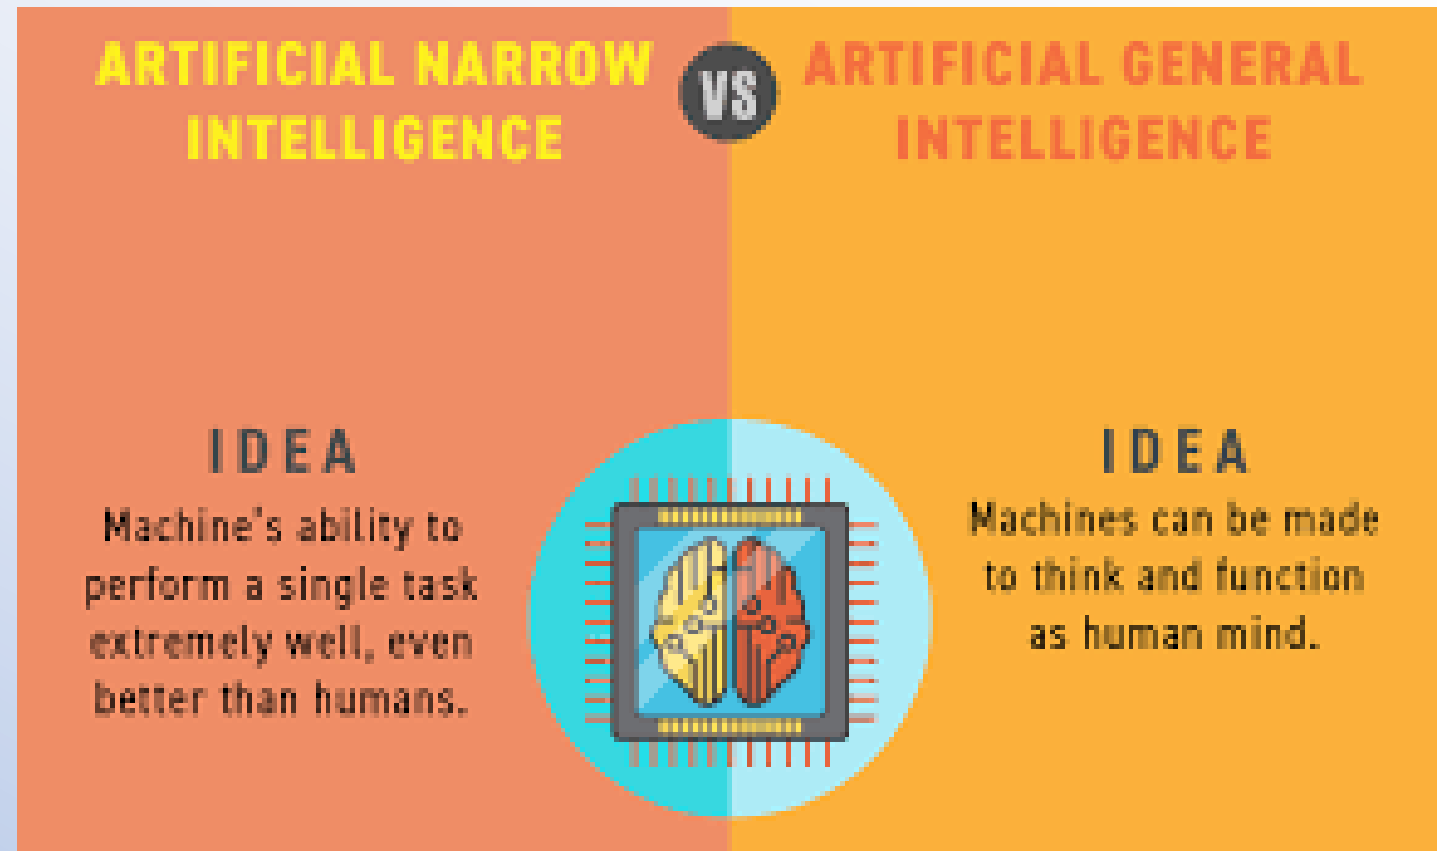 ARTIFICIAL NARROW
INTELLIGENCE
VS
ARTIFICIAL GENERAL
INTELLIGENCE
IDEA
Machine's ability to
perform a single task
extremely well, even
better than humans.
IDEA
Machines can be made
to think and function
as human mind.